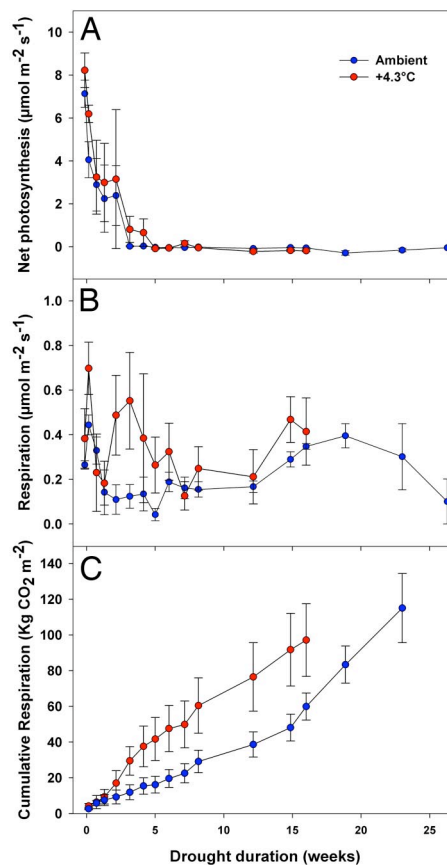 A
Net photosynthesis (µmol m⁻² s⁻¹)
10
8
6
4
2
0
Ambient
+4.3°C
B
Respiration (µmol m⁻² s⁻¹)
1.0
0.8
0.6
0.4
0.2
0.0
C
Cumulative Respiration (Kg CO₂ m⁻²)
140
120
100
80
60
40
20
0
0 5 10 15 20 25
Drought duration (weeks)